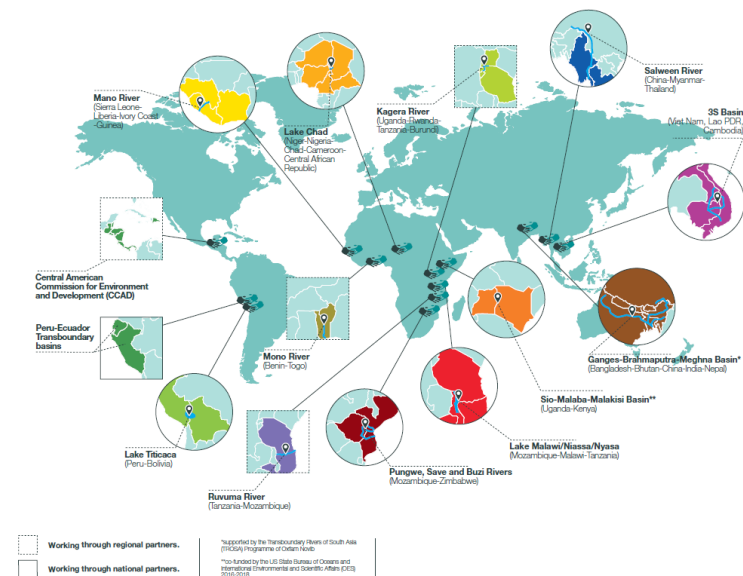 Mano River
(Sierra Leone-
Liberia-Ivory Coast
-Guinea)
Lake Chad
(Niger-Nigeria-
Chad-Cameroon-
Central African
Republic)
Kagera River
(Uganda-Rwanda-
Tanzania-Burundi)
Salween River
(China-Myanmar-
Thailand)
3S Basin
(Viet Nam, Lao PDR,
Cambodia)
Central American
Commission for Environment
and Development (CCAD)
Peru-Ecuador
Transboundary
basins
Mono River
(Benin-Togo)
Ganges-Brahmaputra-Meghna Basin*
(Bangladesh-Bhutan-China-India-Nepal)
Sio-Malaba-Malakisi Basin**
(Uganda-Kenya)
Lake Malawi/Niassa/Nyasa
(Mozambique-Malawi-Tanzania)
Lake Titicaca
(Peru-Bolivia)
Pungwe, Save and Buzi Rivers
(Mozambique-Zimbabwe)
Ruvuma River
(Tanzania-Mozambique)
Working through regional partners.
Working through national partners.
*supported by the Transboundary Rivers of South Asia
(TROSA) Programme of Oxfam Novib
**co-funded by the US State Bureau of Oceans and
International Environmental and Scientific Affairs (OES)
2016-2018